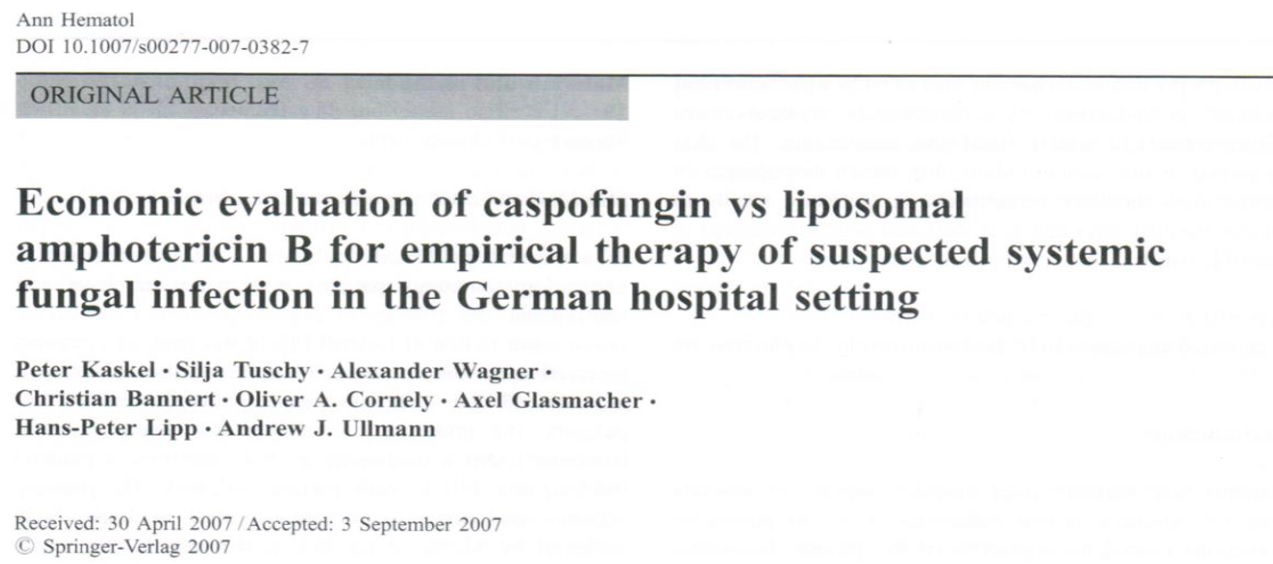 Ann Hematol
DOI 10.1007/s00277-007-0382-7
ORIGINAL ARTICLE
Economic evaluation of caspofungin vs liposomal
amphotericin B for empirical therapy of suspected systemic
fungal infection in the German hospital setting
Peter Kaskel · Silja Tuschy · Alexander Wagner ·
Christian Bannert · Oliver A. Cornely · Axel Glasmacher ·
Hans-Peter Lipp · Andrew J. Ullmann
Received: 30 April 2007 / Accepted: 3 September 2007
© Springer-Verlag 2007